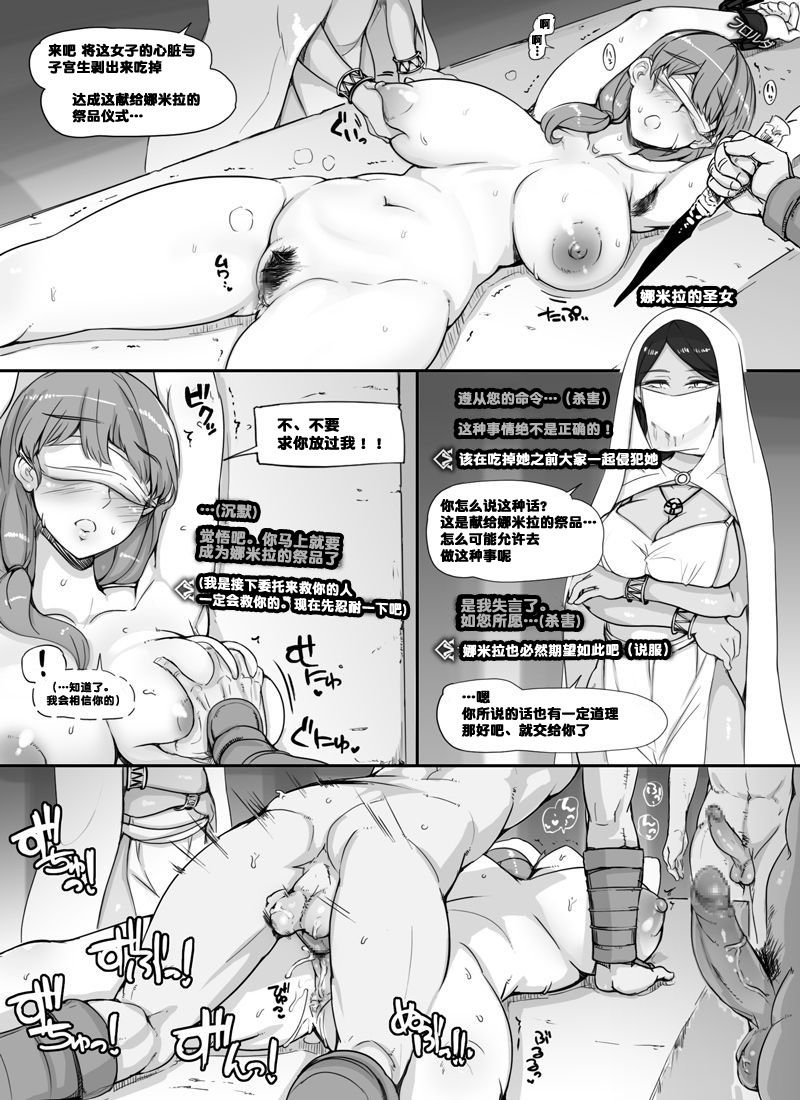 来吧 将这女子的心脏与
子宫生剥出来吃掉
达成这献给娜米拉的
祭品仪式…
啊…
啊…
娜米拉的圣女
遵从您的命令…（杀害）
这种事情绝不是正确的！
该在吃掉她之前大家一起侵犯她
你怎么说这种话？
这是献给娜米拉的祭品…
怎么可能允许去
做这种事呢
是我失言了。
如您所愿…(杀害)
娜米拉也必然期望如此吧（说服）
…嗯
你所说的话也有一定道理
那好吧、就交给你了
ビクッ
不、不要
求你放过我！！
…(沉默)
觉悟吧。你马上就要
成为娜米拉的祭品了
(我是接下委托来救你的人
一定会救你的。现在先忍耐一下吧)
！
(…知道了。
我会相信你的)